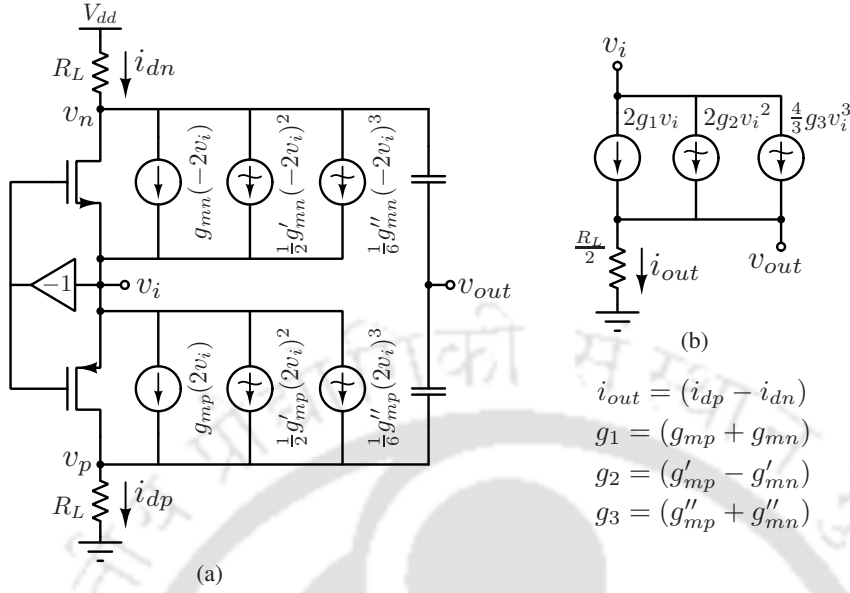 V_{dd}
R_L
i_{dn}
v_n
g_{mn}(-2v_i)
\frac{1}{2}g'_{mn}(-2v_i)^2
\frac{1}{6}g''_{mn}(-2v_i)^3
-1
v_i
v_{out}
g_{mp}(2v_i)
\frac{1}{2}g'_{mp}(2v_i)^2
\frac{1}{6}g''_{mp}(2v_i)^3
v_p
R_L
i_{dp}
(a)
v_i
2g_1v_i
2g_2v_i^2
\frac{4}{3}g_3v_i^3
\frac{R_L}{2}
i_{out}
v_{out}
(b)
i_{out} = (i_{dp} - i_{dn})
g_1 = (g_{mp} + g_{mn})
g_2 = (g'_{mp} - g'_{mn})
g_3 = (g''_{mp} + g''_{mn})